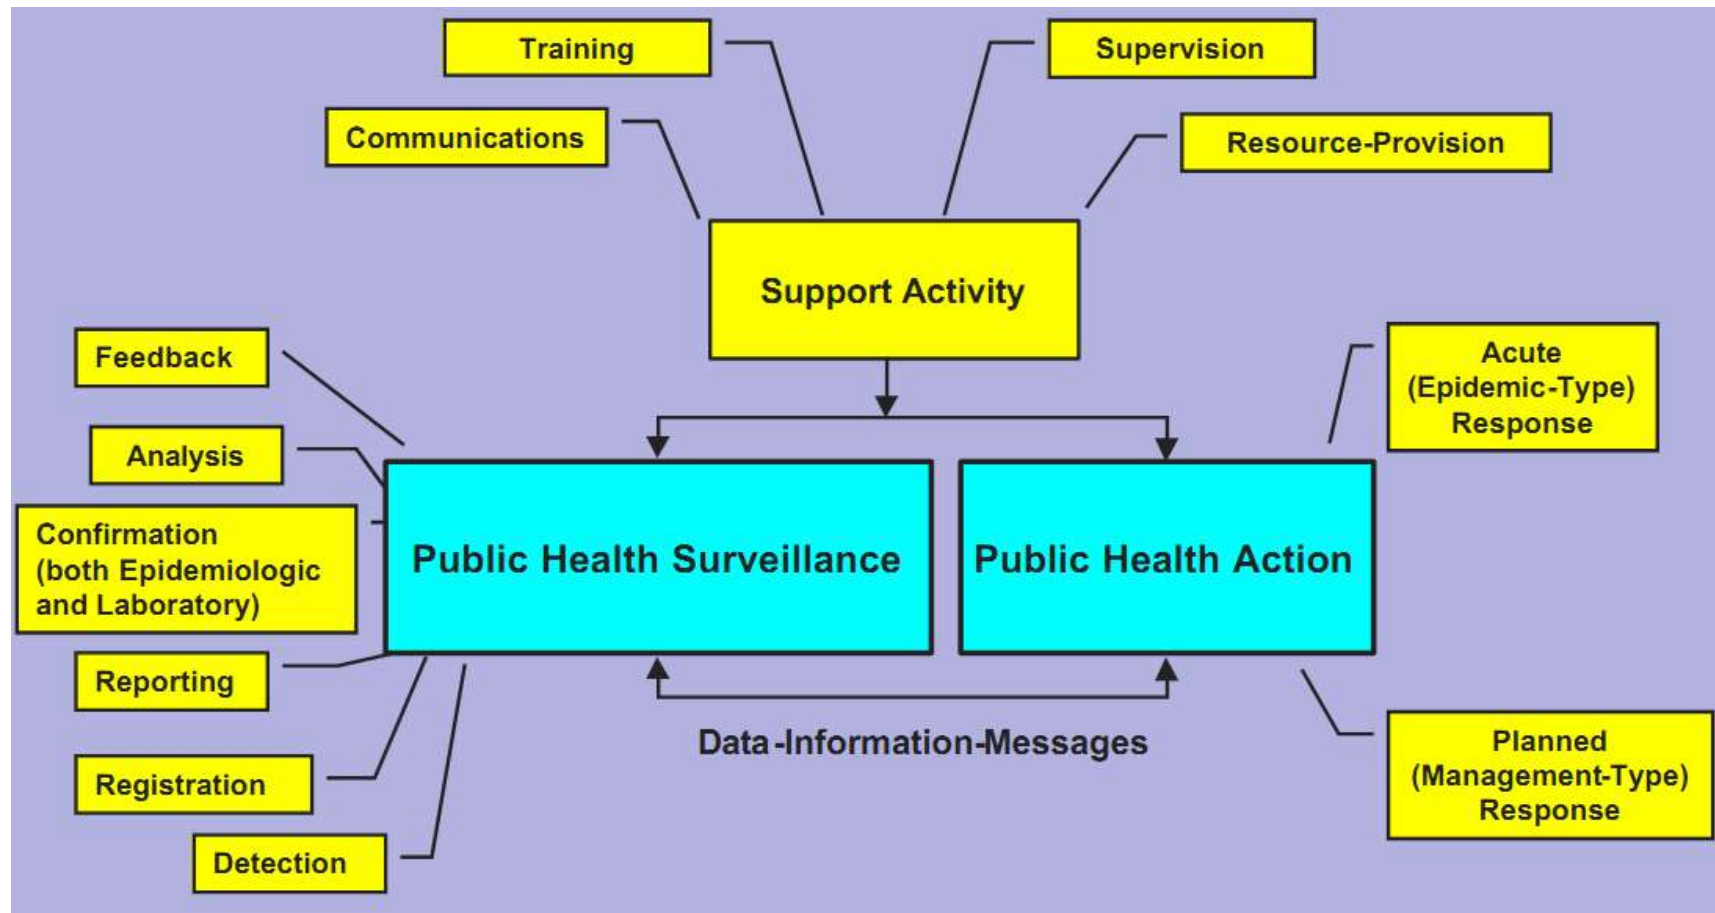 Training
Supervision
Communications
Resource-Provision
Support Activity
Feedback
Analysis
Confirmation
(both Epidemiologic
and Laboratory)
Reporting
Registration
Detection
Public Health Surveillance
Public Health Action
Acute
(Epidemic-Type)
Response
Data-Information-Messages
Planned
(Management-Type)
Response